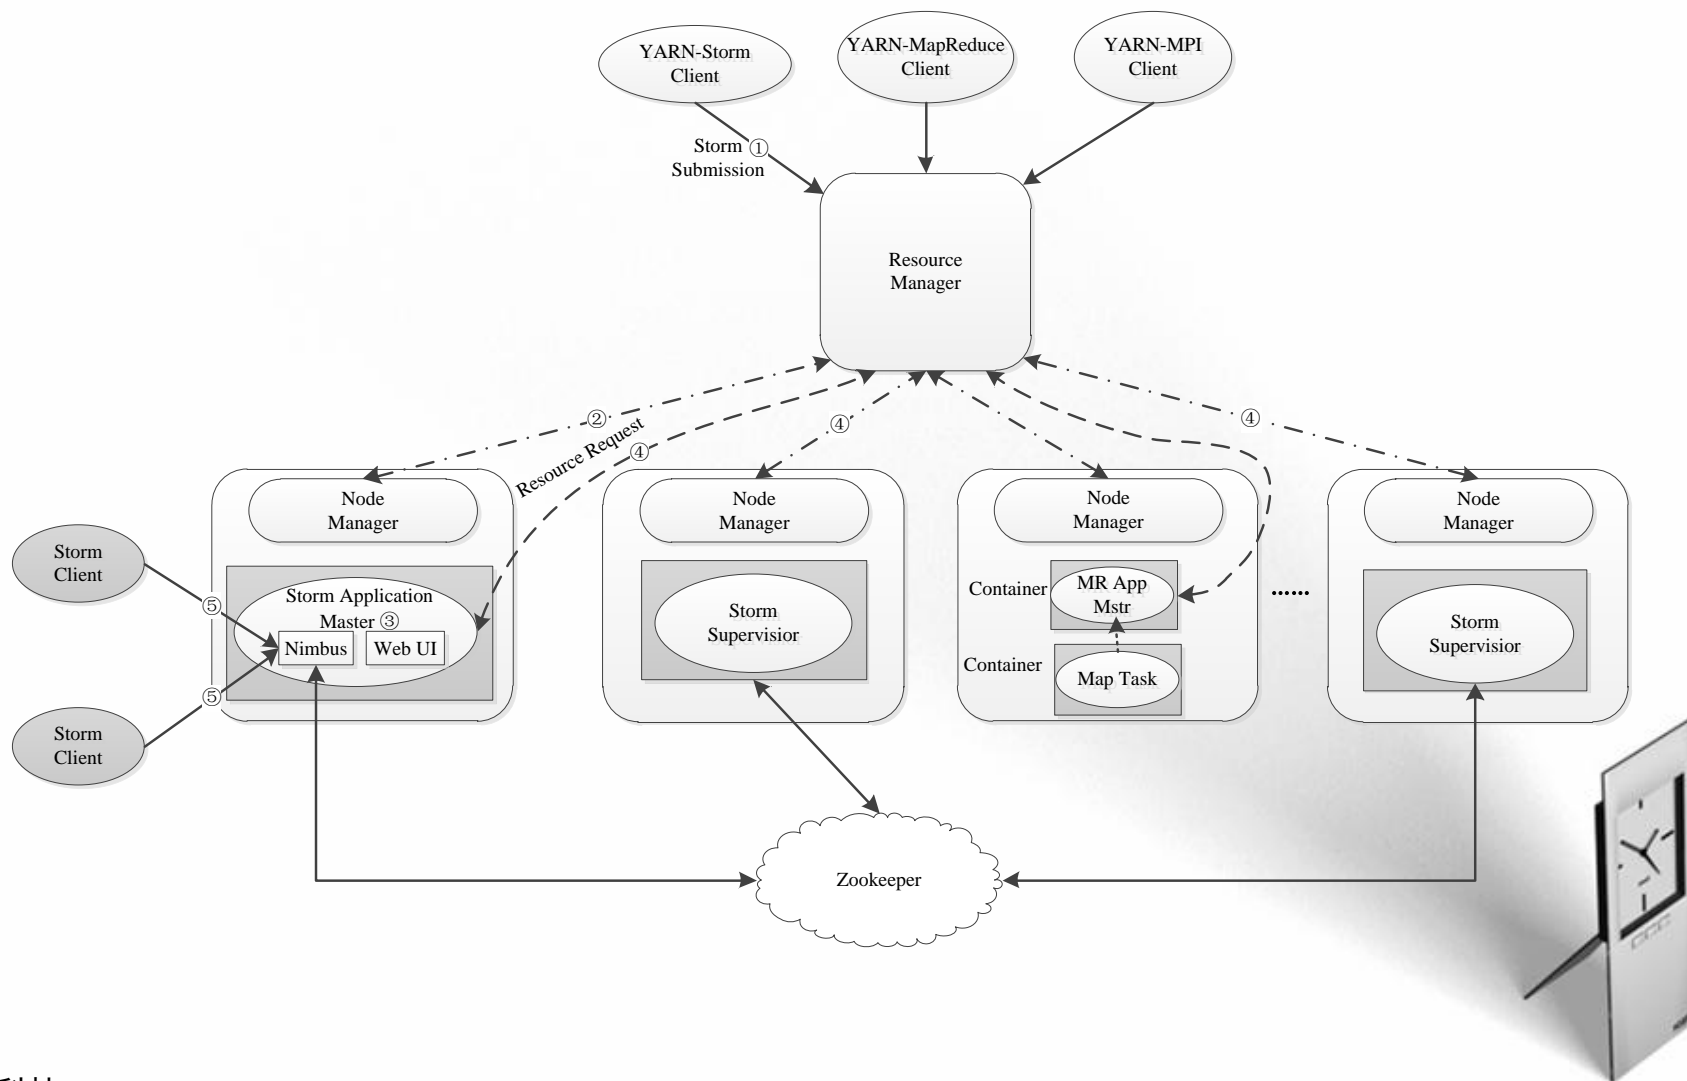 YARN-Storm
Client
YARN-MapReduce
Client
YARN-MPI
Client
Storm ①
Submission
Resource
Manager
②
Resource Request
④
④
④
Node
Manager
Node
Manager
Node
Manager
Node
Manager
Storm
Client
⑤
Storm Application
Master ③
Nimbus
Web UI
Storm
Supervisior
Container
MR App
Mstr
Container
Map Task
......
Storm
Supervisior
⑤
Storm
Client
Zookeeper